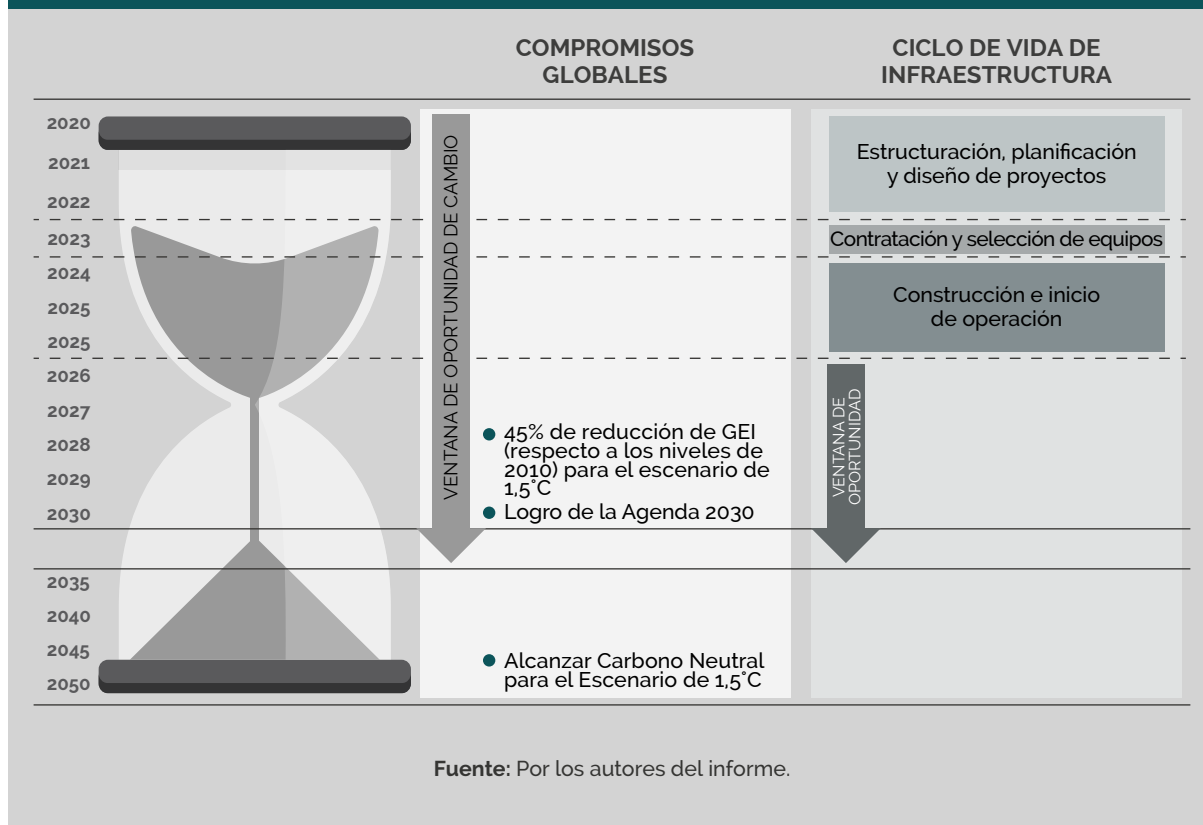 COMPROMISOS
GLOBALES
CICLO DE VIDA DE
INFRAESTRUCTURA
2020
2021
2022
2023
2024
2025
2025
2026
2027
2028
2029
2030
2035
2040
2045
2050
VENTANA DE OPORTUNIDAD DE CAMBIO
45% de reducción de GEI
(respecto a los niveles de
2010) para el escenario de
1,5°C
Logro de la Agenda 2030
Alcanzar Carbono Neutral
para el Escenario de 1,5°C
Estructuración, planificación
y diseño de proyectos
Contratación y selección de equipos
Construcción e inicio
de operación
VENTANA DE
OPORTUNIDAD
Fuente: Por los autores del informe.